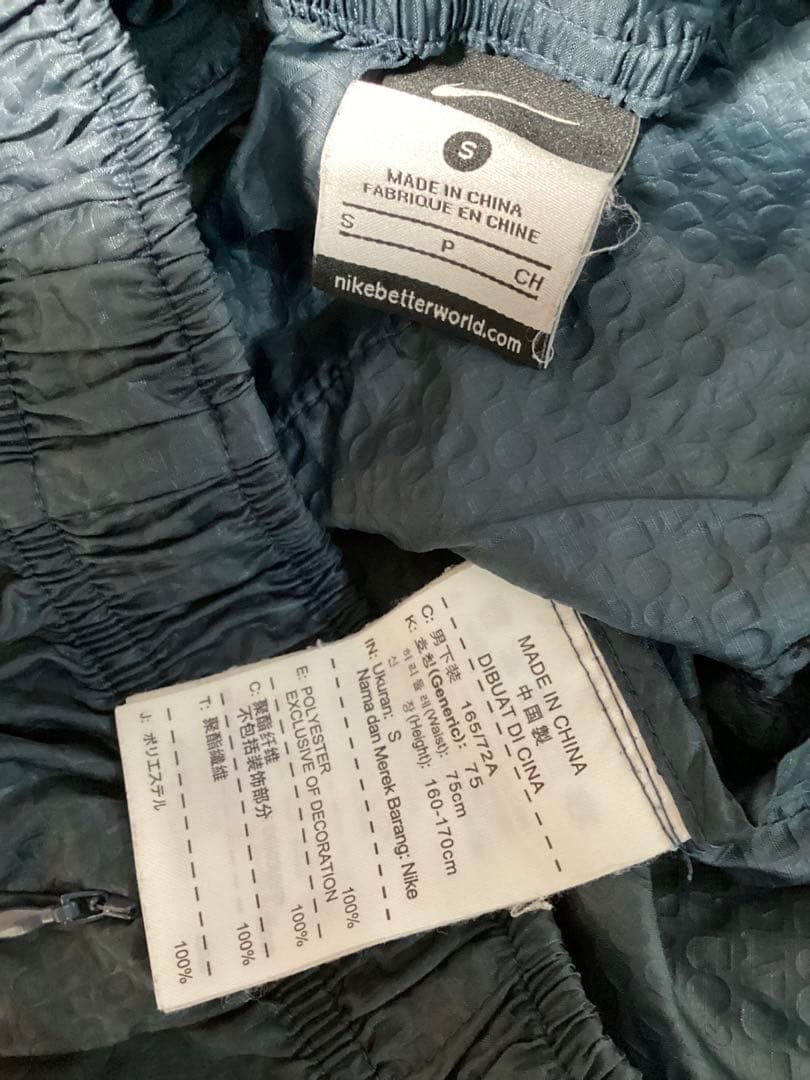 S
MADE IN CHINA
FABRIQUE EN CHINE
S P CH
nikebetterworld.com
MADE IN CHINA
中国製
DIBUAT DI CINA
C: 男下装 165/72A
K: 호칭(Generic): 75
허리둘레(Waist): 75cm
신 장(Height): 160-170cm
IN: Ukuran: S
Nama dan Merek Barang: Nike
E: POLYESTER 100%
EXCLUSIVE OF DECORATION
C: 聚酯纤维 100%
不包括装饰部分
T: 聚酯纖維 100%
J: ポリエステル 100%